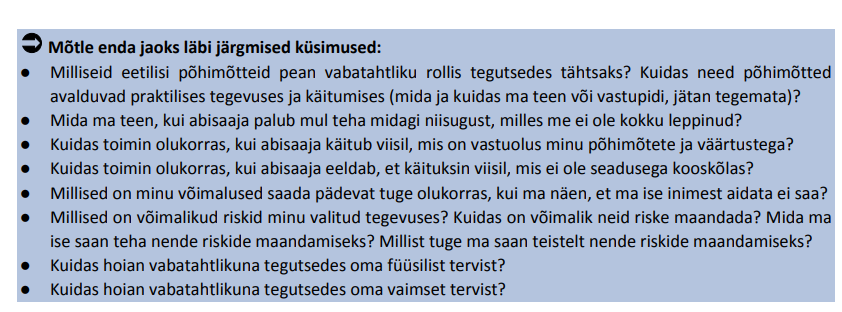 ➲ Mõtle enda jaoks läbi järgmised küsimused:
● Milliseid eetilisi põhimõtteid pean vabatahtliku rollis tegutsedes tähtsaks? Kuidas need põhimõtted
avalduvad praktilises tegevuses ja käitumises (mida ja kuidas ma teen või vastupidi, jätan tegemata)?
● Mida ma teen, kui abisaaja palub mul teha midagi niisugust, milles me ei ole kokku leppinud?
● Kuidas toimin olukorras, kui abisaaja käitub viisil, mis on vastuolus minu põhimõtete ja väärtustega?
● Kuidas toimin olukorras, kui abisaaja eeldab, et käituksin viisil, mis ei ole seadusega kooskõlas?
● Millised on minu võimalused saada pädevat tuge olukorras, kui ma näen, et ma ise inimest aidata ei saa?
● Millised on võimalikud riskid minu valitud tegevuses? Kuidas on võimalik neid riske maandada? Mida ma
ise saan teha nende riskide maandamiseks? Millist tuge ma saan teistelt nende riskide maandamiseks?
● Kuidas hoian vabatahtlikuna tegutsedes oma füüsilist tervist?
● Kuidas hoian vabatahtlikuna tegutsedes oma vaimset tervist?